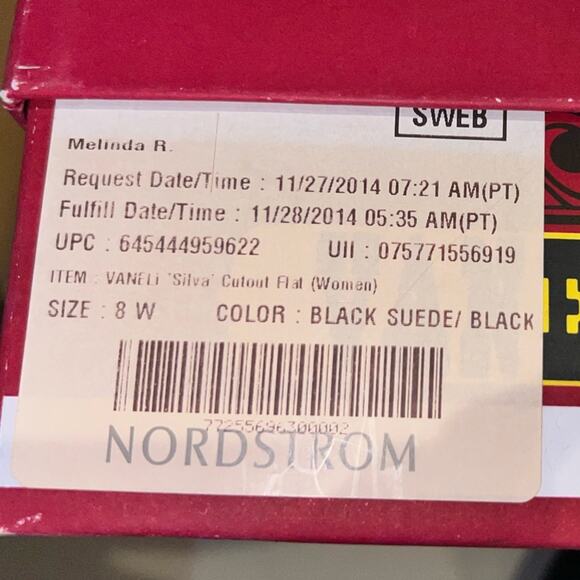 SWEB
Melinda R.
Request Date/Time : 11/27/2014 07:21 AM(PT)
Fulfill Date/Time : 11/28/2014 05:35 AM(PT)
UPC : 645444959622 UII : 075771556919
ITEM : VANELi 'Silva' Cutout Flat (Women)
SIZE : 8 W COLOR : BLACK SUEDE/ BLACK
77255696300002
NORDSTROM